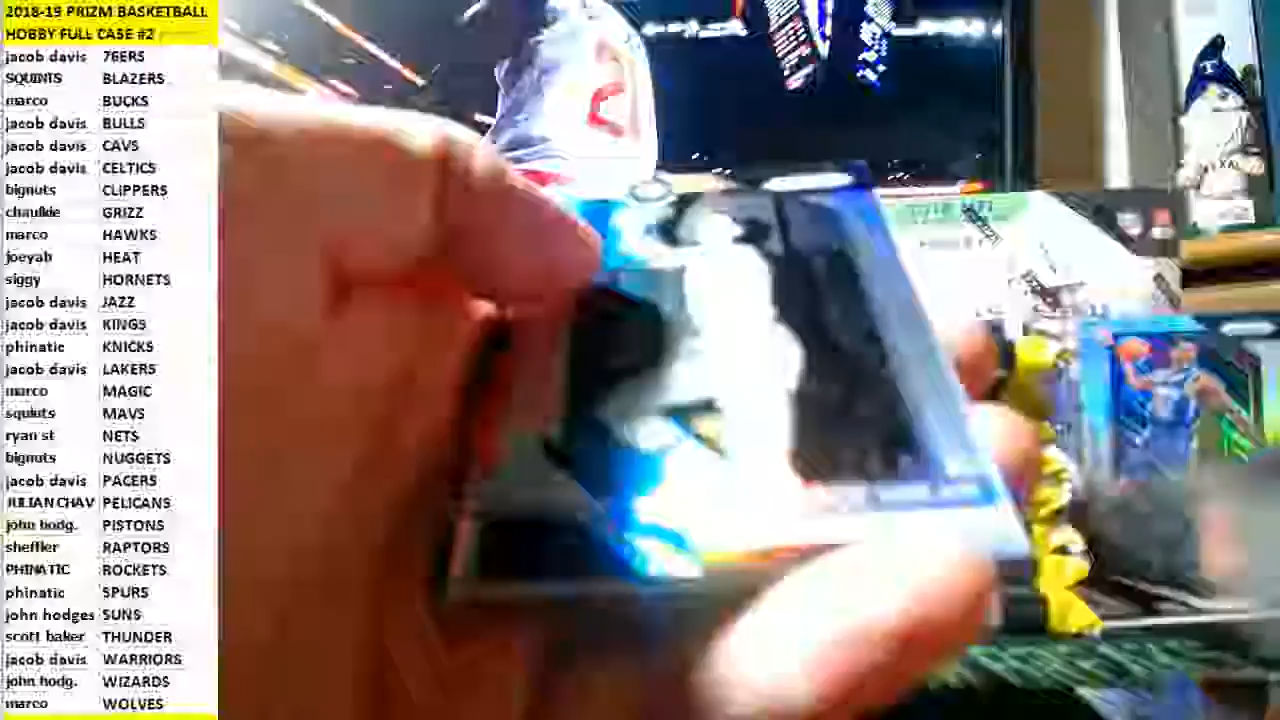 2018-19 PRIZM BASKETBALL
HOBBY FULL CASE #2
jacob davis 76ERS
SQUINTS BLAZERS
marco BUCKS
jacob davis BULLS
jacob davis CAVS
jacob davis CELTICS
bignuts CLIPPERS
chaulkie GRIZZ
marco HAWKS
joeyah HEAT
siggy HORNETS
jacob davis JAZZ
jacob davis KINGS
phinatic KNICKS
jacob davis LAKERS
marco MAGIC
squints MAVS
ryan st NETS
bignuts NUGGETS
jacob davis PACERS
JULIAN CHAV PELICANS
john hodg. PISTONS
sheffler RAPTORS
PHINATIC ROCKETS
phinatic SPURS
john hodges SUNS
scott baker THUNDER
jacob davis WARRIORS
john hodg. WIZARDS
marco WOLVES
T